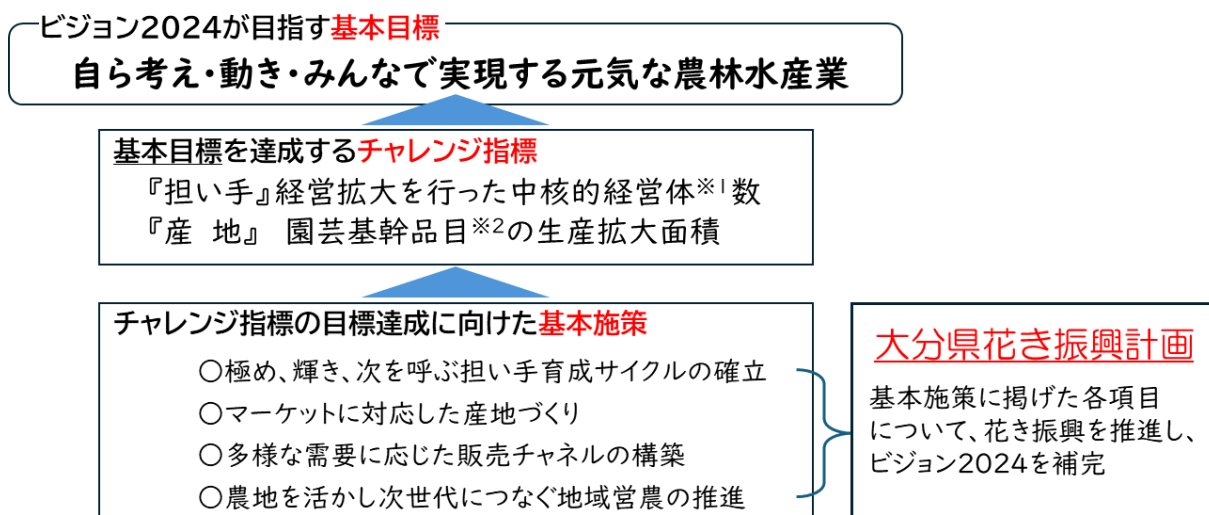 ビジョン2024が目指す基本目標
自ら考え・動き・みんなで実現する元気な農林水産業
基本目標を達成するチャレンジ指標
『担い手』経営拡大を行った中核的経営体※1数
『産 地』 園芸基幹品目※2の生産拡大面積
チャレンジ指標の目標達成に向けた基本施策
○極め、輝き、次を呼ぶ担い手育成サイクルの確立
○マーケットに対応した産地づくり
○多様な需要に応じた販売チャネルの構築
○農地を活かし次世代につなぐ地域営農の推進
大分県花き振興計画
基本施策に掲げた各項目
について、花き振興を推進し、
ビジョン2024を補完